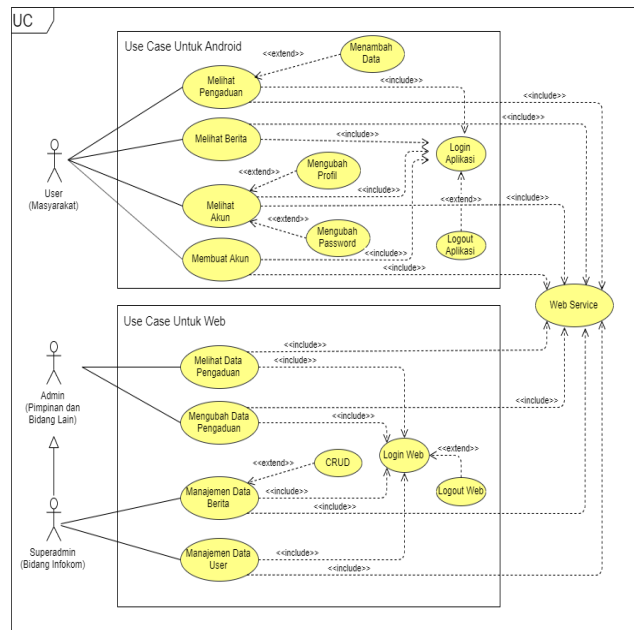 UC
Use Case Untuk Android
<<extend>>
Menambah
Data
Melihat
Pengaduan
<<include>>
<<include>>
Melihat Berita
<<include>>
<<include>>
Login
Aplikasi
Mengubah
Profil
<<extend>>
Melihat
Akun
<<include>>
<<include>>
<<extend>>
<<extend>>
Mengubah
Password
Logout
Aplikasi
Membuat Akun
<<include>>
<<include>>
User
(Masyarakat)
Web Service
Use Case Untuk Web
Melihat Data
Pengaduan
<<include>>
<<include>>
Admin
(Pimpinan dan
Bidang Lain)
Mengubah Data
Pengaduan
<<include>>
<<include>>
<<extend>>
CRUD
Login Web
<<extend>>
Logout Web
Manajemen Data
Berita
<<include>>
<<include>>
Superadmin
(Bidang Infokom)
Manajemen Data
User
<<include>>
<<include>>